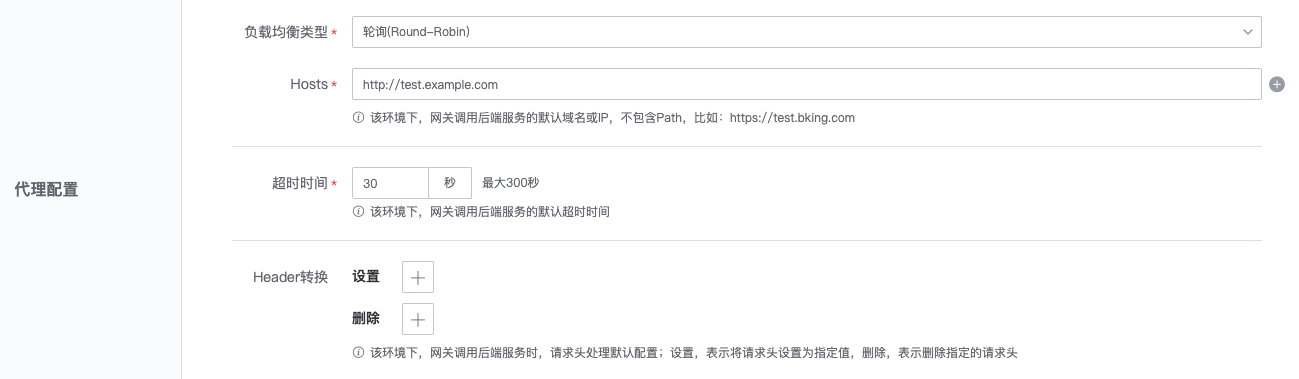 负载均衡类型 * 轮询(Round-Robin)
Hosts * http://test.example.com
该环境下，网关调用后端服务的默认域名或IP，不包含Path，比如：https://test.bking.com
代理配置
超时时间 * 30 秒 最大300秒
该环境下，网关调用后端服务的默认超时时间
Header转换 设置
删除
该环境下，网关调用后端服务时，请求头处理默认配置；设置，表示将请求头设置为指定值，删除，表示删除指定的请求头